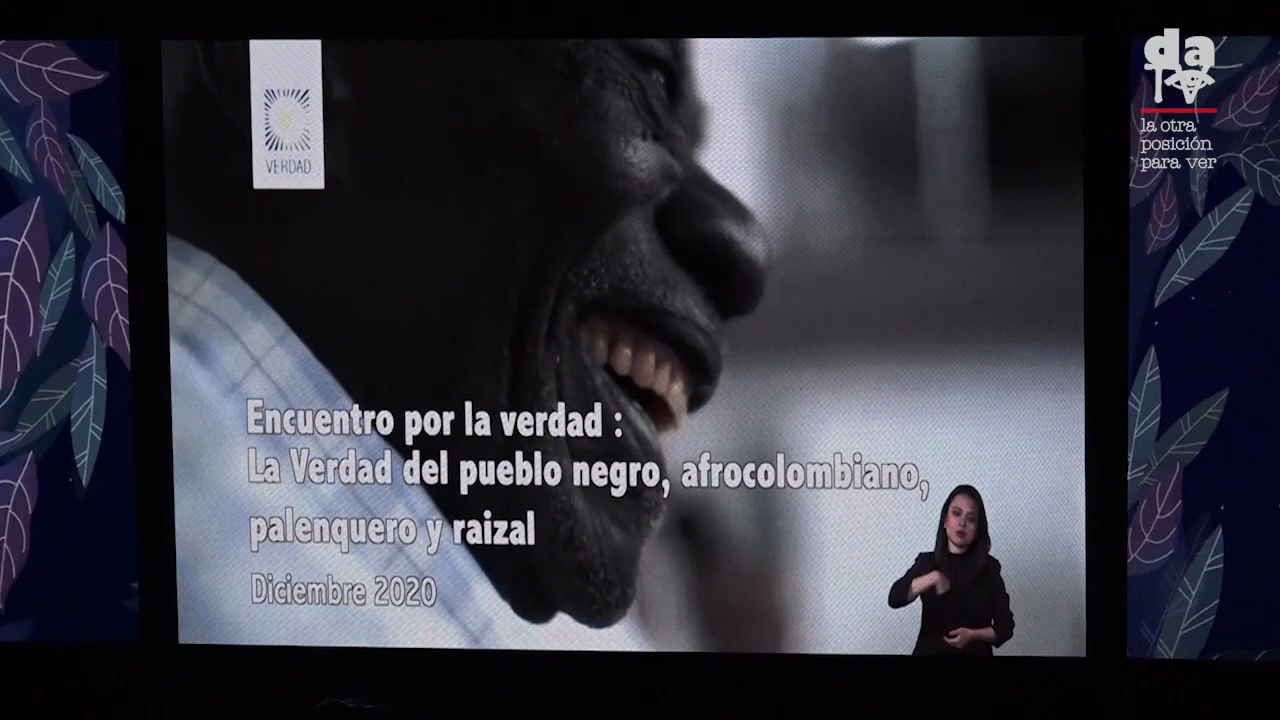 VERDAD
Encuentro por la verdad :
La Verdad del pueblo negro, afrocolombiano,
palenquero y raizal
Diciembre 2020
da
tv
la otra
posición
para ver